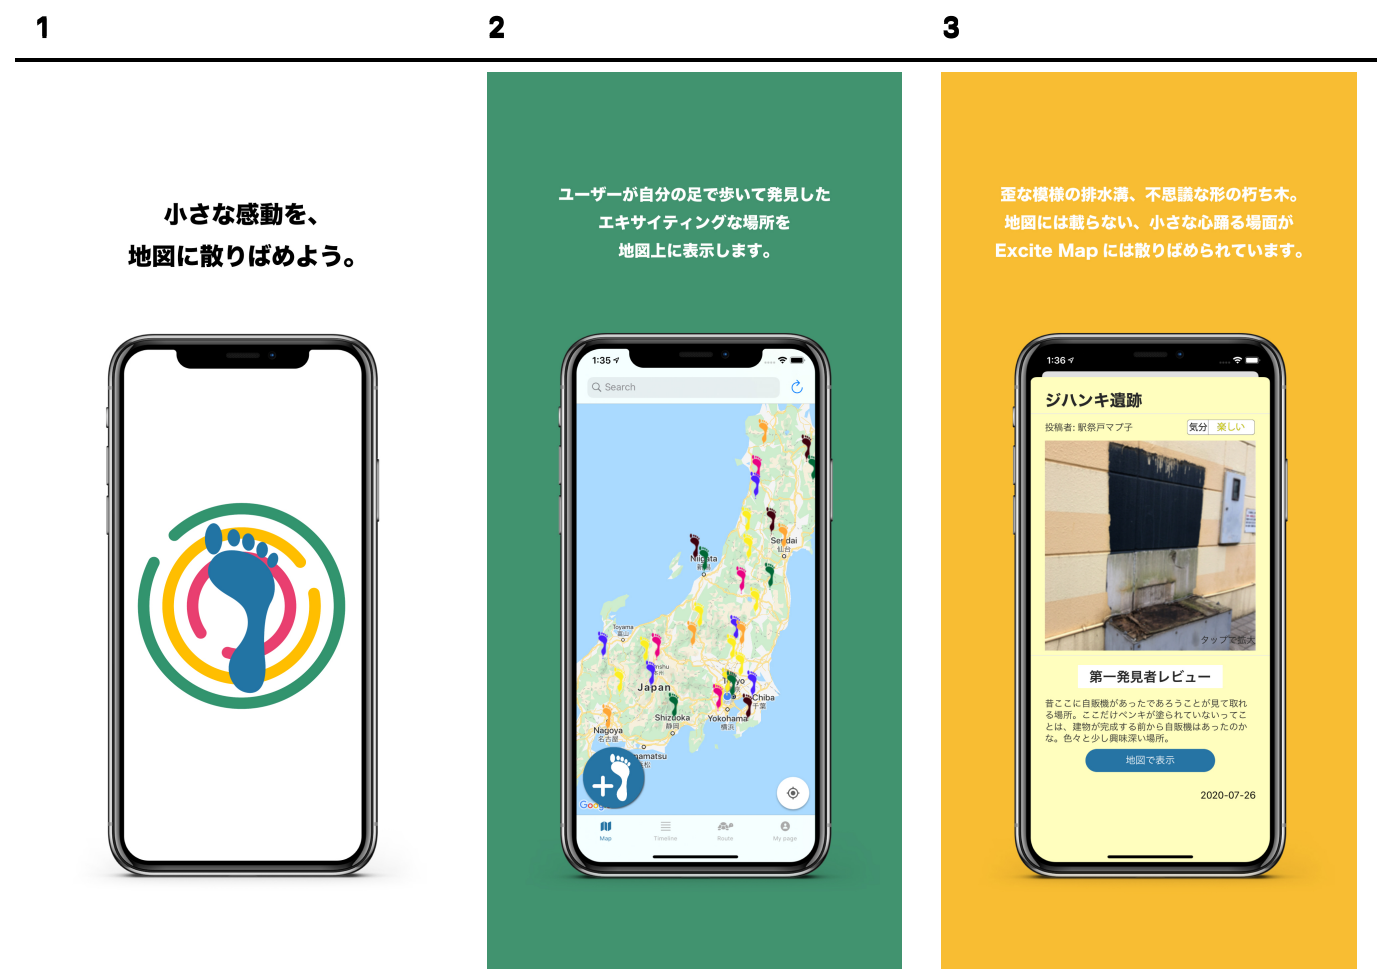 1
2
3
小さな感動を、
地図に散りばめよう。
ユーザーが自分の足で歩いて発見した
エキサイティングな場所を
地図上に表示します。
1:35
Search
Sendai
仙台
Niigata
新潟
Toyama
富山
Japan
Tokyo
Chiba
千葉
Shizuoka
静岡
Yokohama
横浜
Nagoya
名古屋
Map
Timeline
Route
My page
歪な模様の排水溝、不思議な形の朽ち木。
地図には載らない、小さな心踊る場面が
Excite Map には散りばめられています。
1:36
ジハンキ遺跡
投稿者: 駅祭戸マプ子
気分 楽しい
タップで拡大
第一発見者レビュー
昔ここに自販機があったであろうことが見て取れ
る場所。ここだけペンキが塗られていないってこ
とは、建物が完成する前から自販機はあったのか
な。色々と少し興味深い場所。
地図で表示
2020-07-26